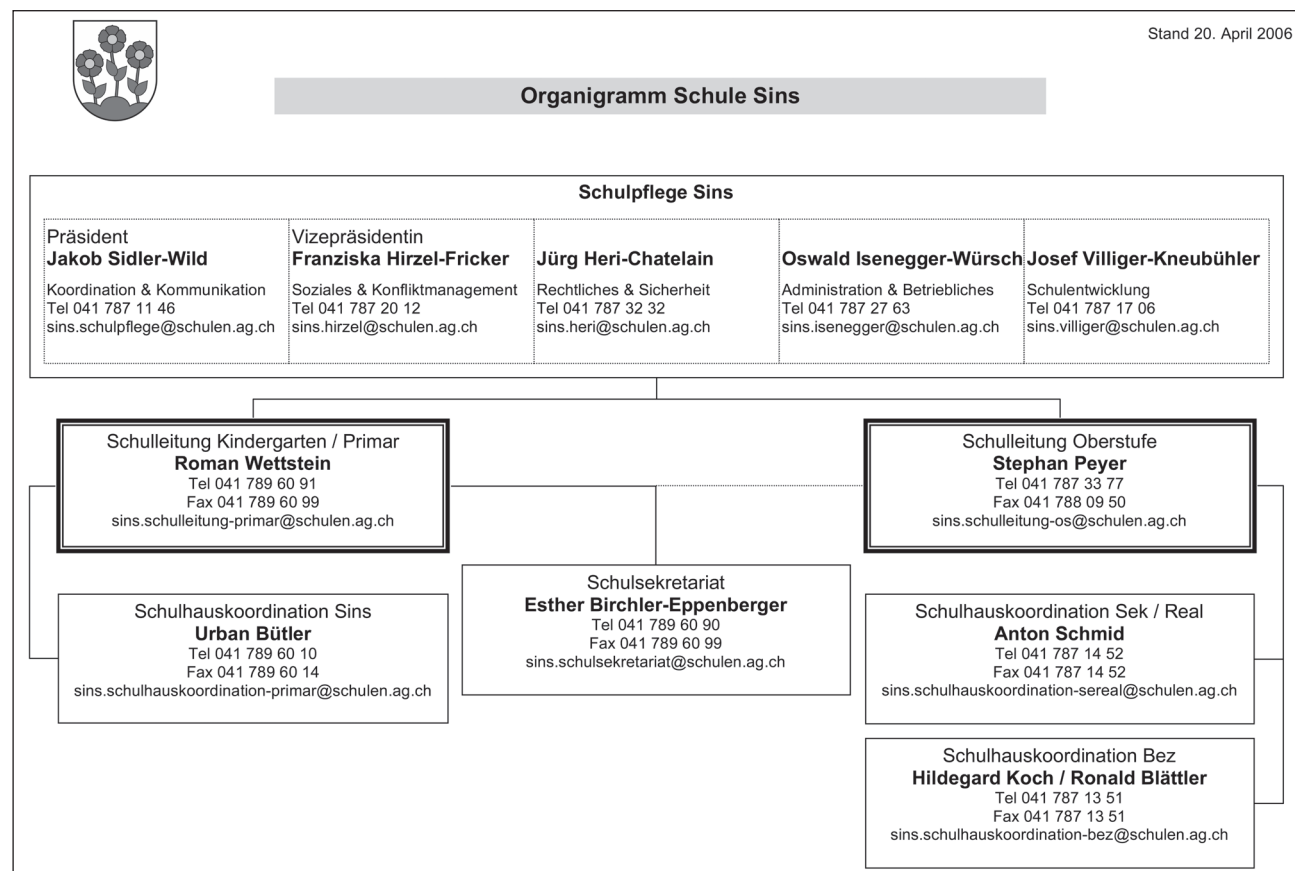 Stand 20. April 2006
Organigramm Schule Sins
Schulpflege Sins
Präsident
Jakob Sidler-Wild
Koordination & Kommunikation
Tel 041 787 11 46
sins.schulpflege@schulen.ag.ch
Vizepräsidentin
Franziska Hirzel-Fricker
Soziales & Konfliktmanagement
Tel 041 787 20 12
sins.hirzel@schulen.ag.ch
Jürg Heri-Chatelain
Rechtliches & Sicherheit
Tel 041 787 32 32
sins.heri@schulen.ag.ch
Oswald Isenegger-Würsch
Administration & Betriebliches
Tel 041 787 27 63
sins.isenegger@schulen.ag.ch
Josef Villiger-Kneubühler
Schulentwicklung
Tel 041 787 17 06
sins.villiger@schulen.ag.ch
Schulleitung Kindergarten / Primar
Roman Wettstein
Tel 041 789 60 91
Fax 041 789 60 99
sins.schulleitung-primar@schulen.ag.ch
Schulleitung Oberstufe
Stephan Peyer
Tel 041 787 33 77
Fax 041 788 09 50
sins.schulleitung-os@schulen.ag.ch
Schulsekretariat
Esther Birchler-Eppenberger
Tel 041 789 60 90
Fax 041 789 60 99
sins.schulsekretariat@schulen.ag.ch
Schulhauskoordination Sins
Urban Bütler
Tel 041 789 60 10
Fax 041 789 60 14
sins.schulhauskoordination-primar@schulen.ag.ch
Schulhauskoordination Sek / Real
Anton Schmid
Tel 041 787 14 52
Fax 041 787 14 52
sins.schulhauskoordination-sereal@schulen.ag.ch
Schulhauskoordination Bez
Hildegard Koch / Ronald Blättler
Tel 041 787 13 51
Fax 041 787 13 51
sins.schulhauskoordination-bez@schulen.ag.ch